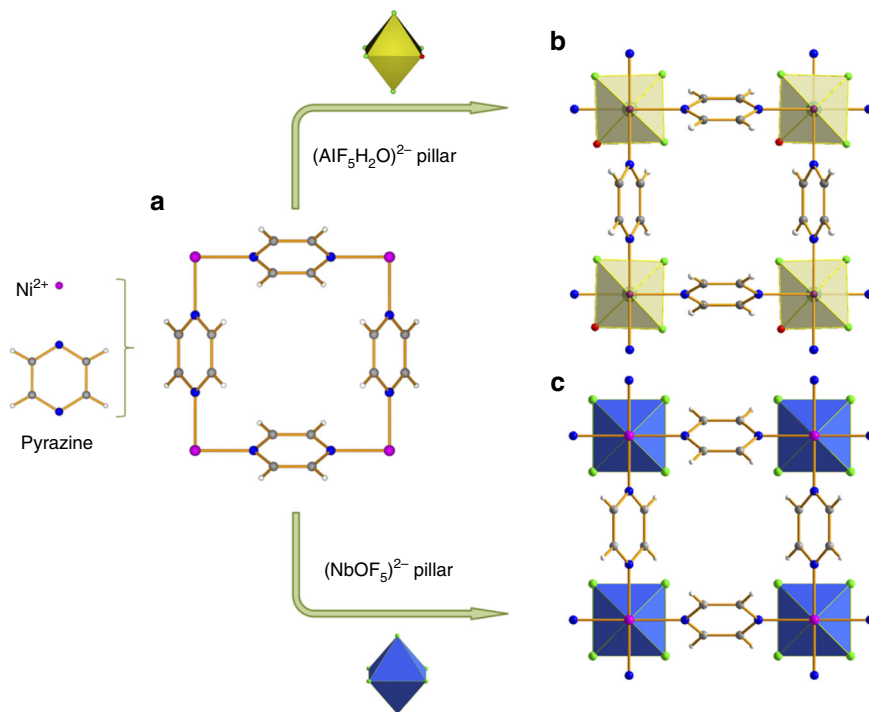 b
(AlF5H2O)2− pillar
a
Ni2+
Pyrazine
c
(NbOF5)2− pillar